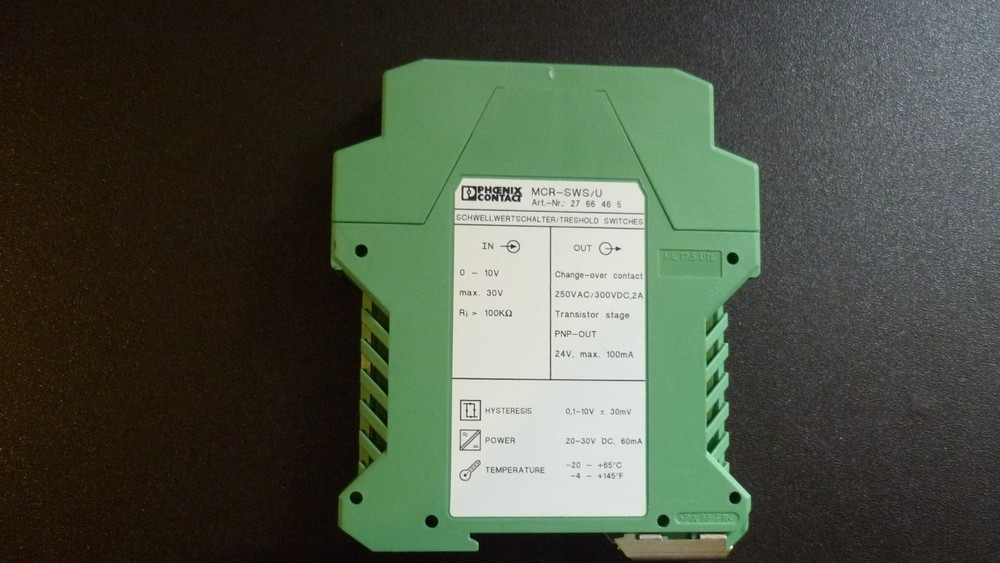 PHŒNIX CONTACT
MCR-SWS/U
Art.-Nr.: 27 66 46 5
SCHWELLWERTSCHALTER/TRESHOLD SWITCHES
IN
0 - 10V
max. 30V
Ri > 100KΩ
OUT
Change-over contact
250VAC/300VDC,2A
Transistor stage
PNP-OUT
24V, max. 100mA
HYSTERESIS 0,1-10V ± 30mV
POWER 20-30V DC, 60mA
TEMPERATURE -20 - +65°C
-4 - +145°F